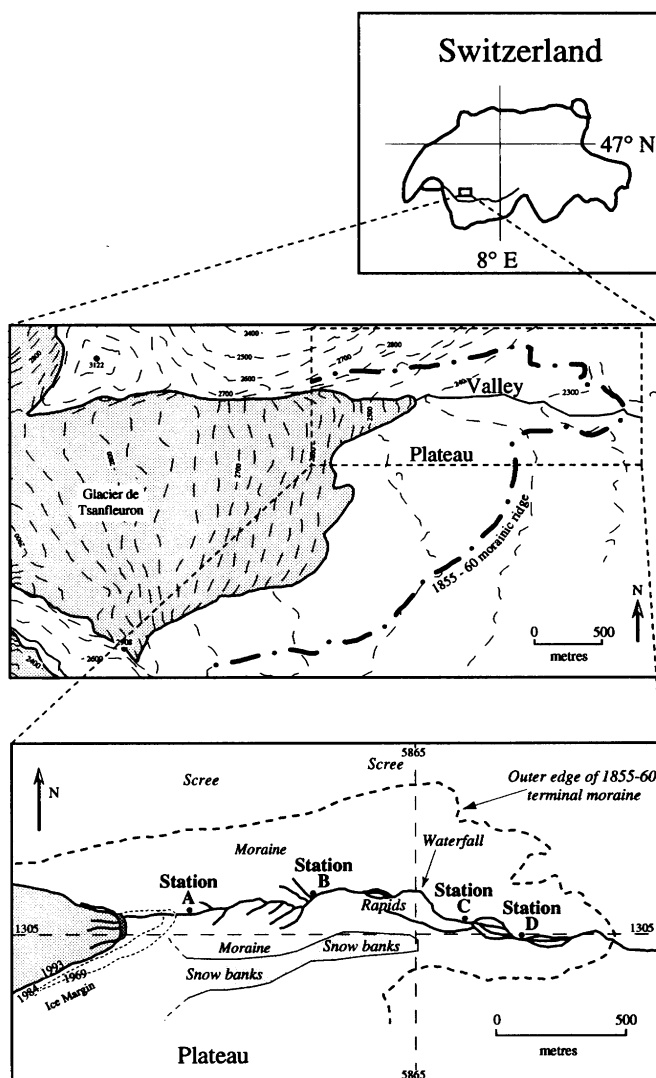 Switzerland
47° N
8° E
2400
2500
2600
2700
2700
2800
3122
2800
2300
Valley
Plateau
Glacier de
Tsanfleuron
1855 - 60 morainic ridge
N
0 500
metres
2600
2400
5865
Scree
Scree
N
Outer edge of 1855-60
terminal moraine
Moraine
Waterfall
Station
A
Station
B
Station
C
Station
D
Rapids
1305
1305
Moraine
Snow banks
Snow banks
1993
1984
1969
Ice Margin
0 500
metres
Plateau
5865